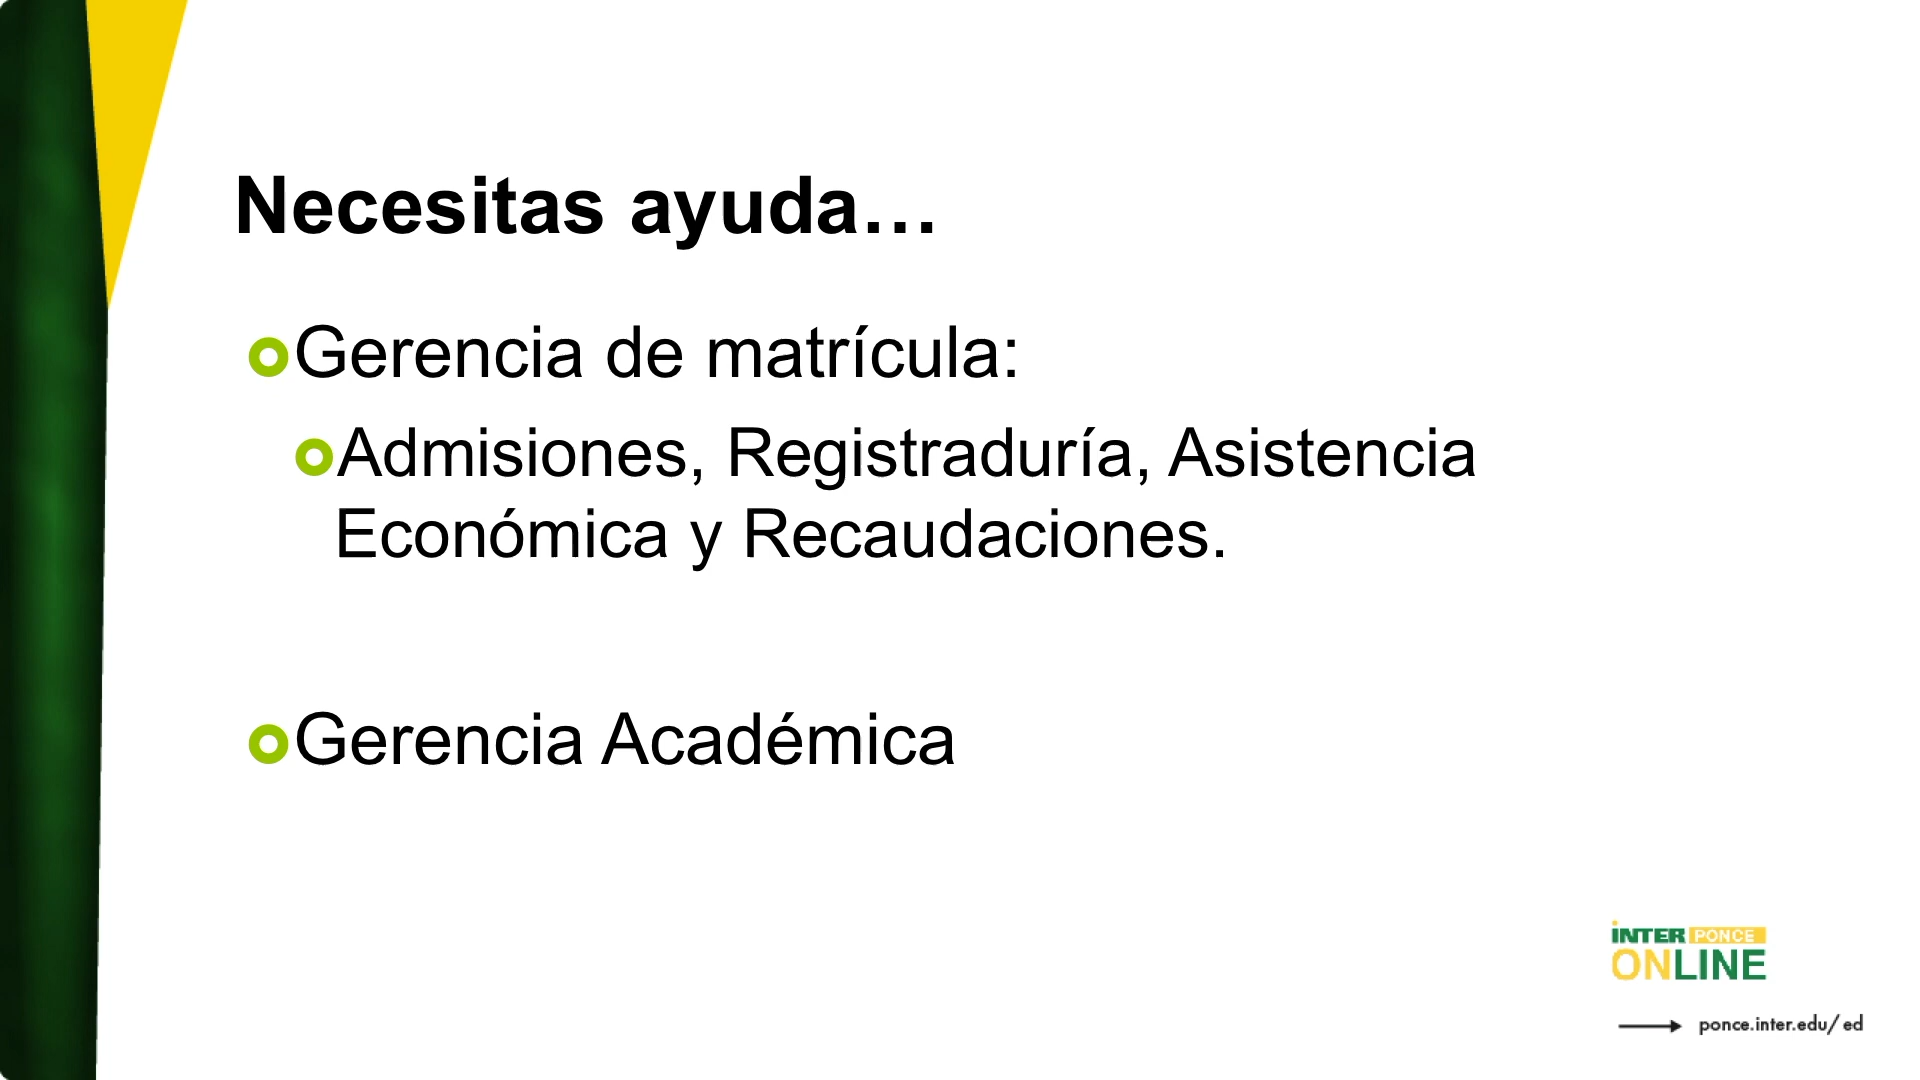 Necesitas ayuda…
Gerencia de matrícula:
Admisiones, Registraduría, Asistencia
Económica y Recaudaciones.
Gerencia Académica
iNTER PONCE
ONLINE
ponce.inter.edu/ed